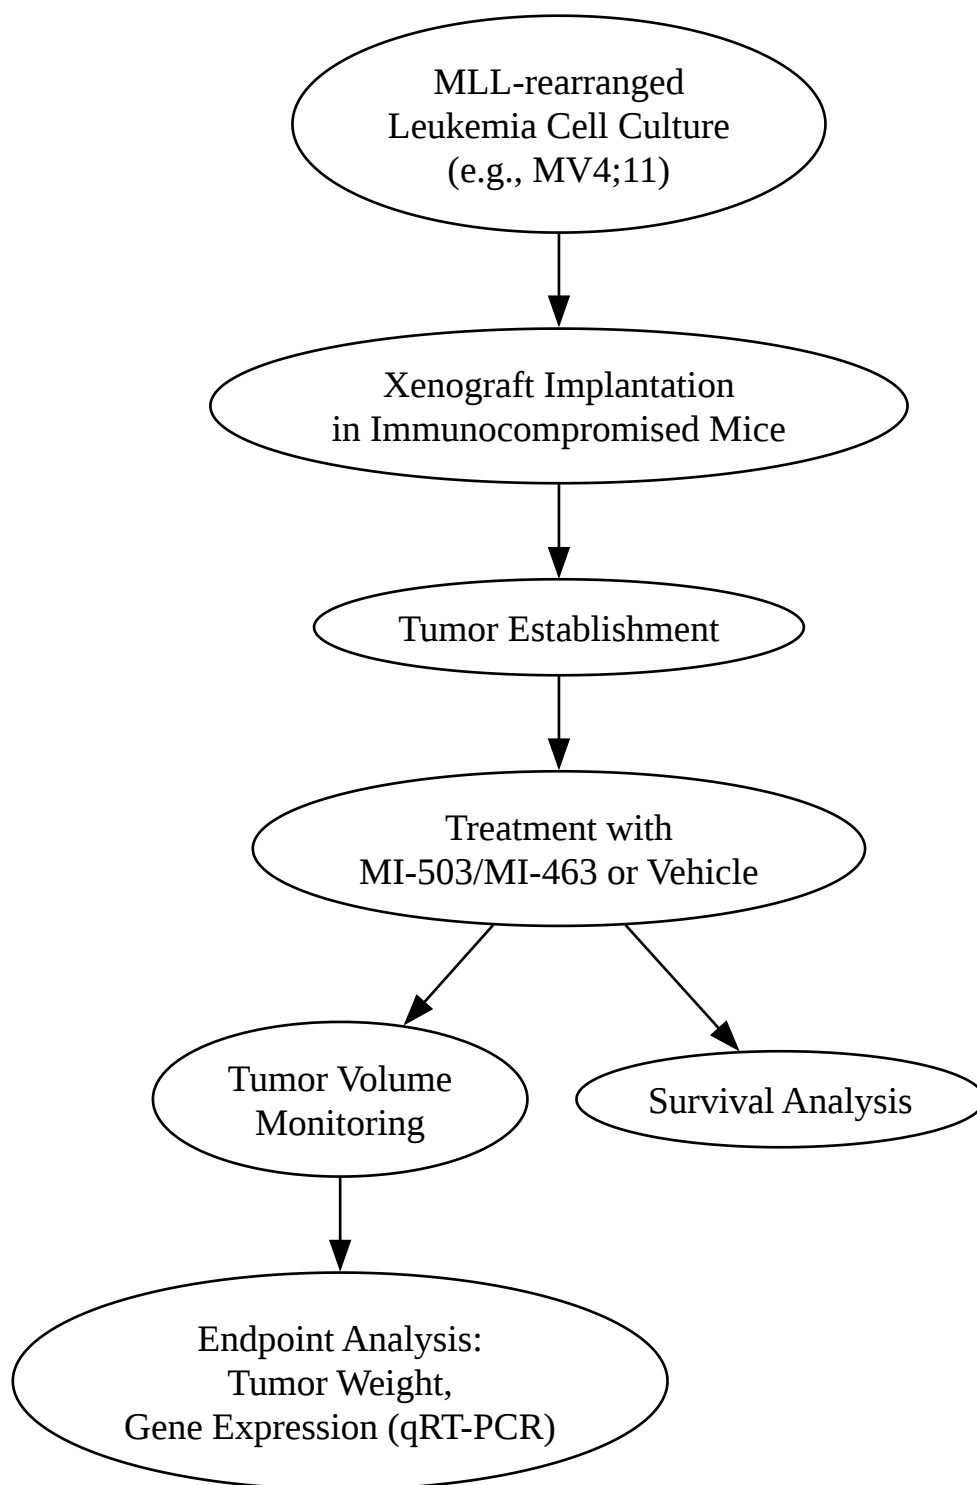 MLL-rearranged
Leukemia Cell Culture
(e.g., MV4;11)
Xenograft Implantation
in Immunocompromised Mice
Tumor Establishment
Treatment with
MI-503/MI-463 or Vehicle
Tumor Volume
Monitoring
Survival Analysis
Endpoint Analysis:
Tumor Weight,
Gene Expression (qRT-PCR)